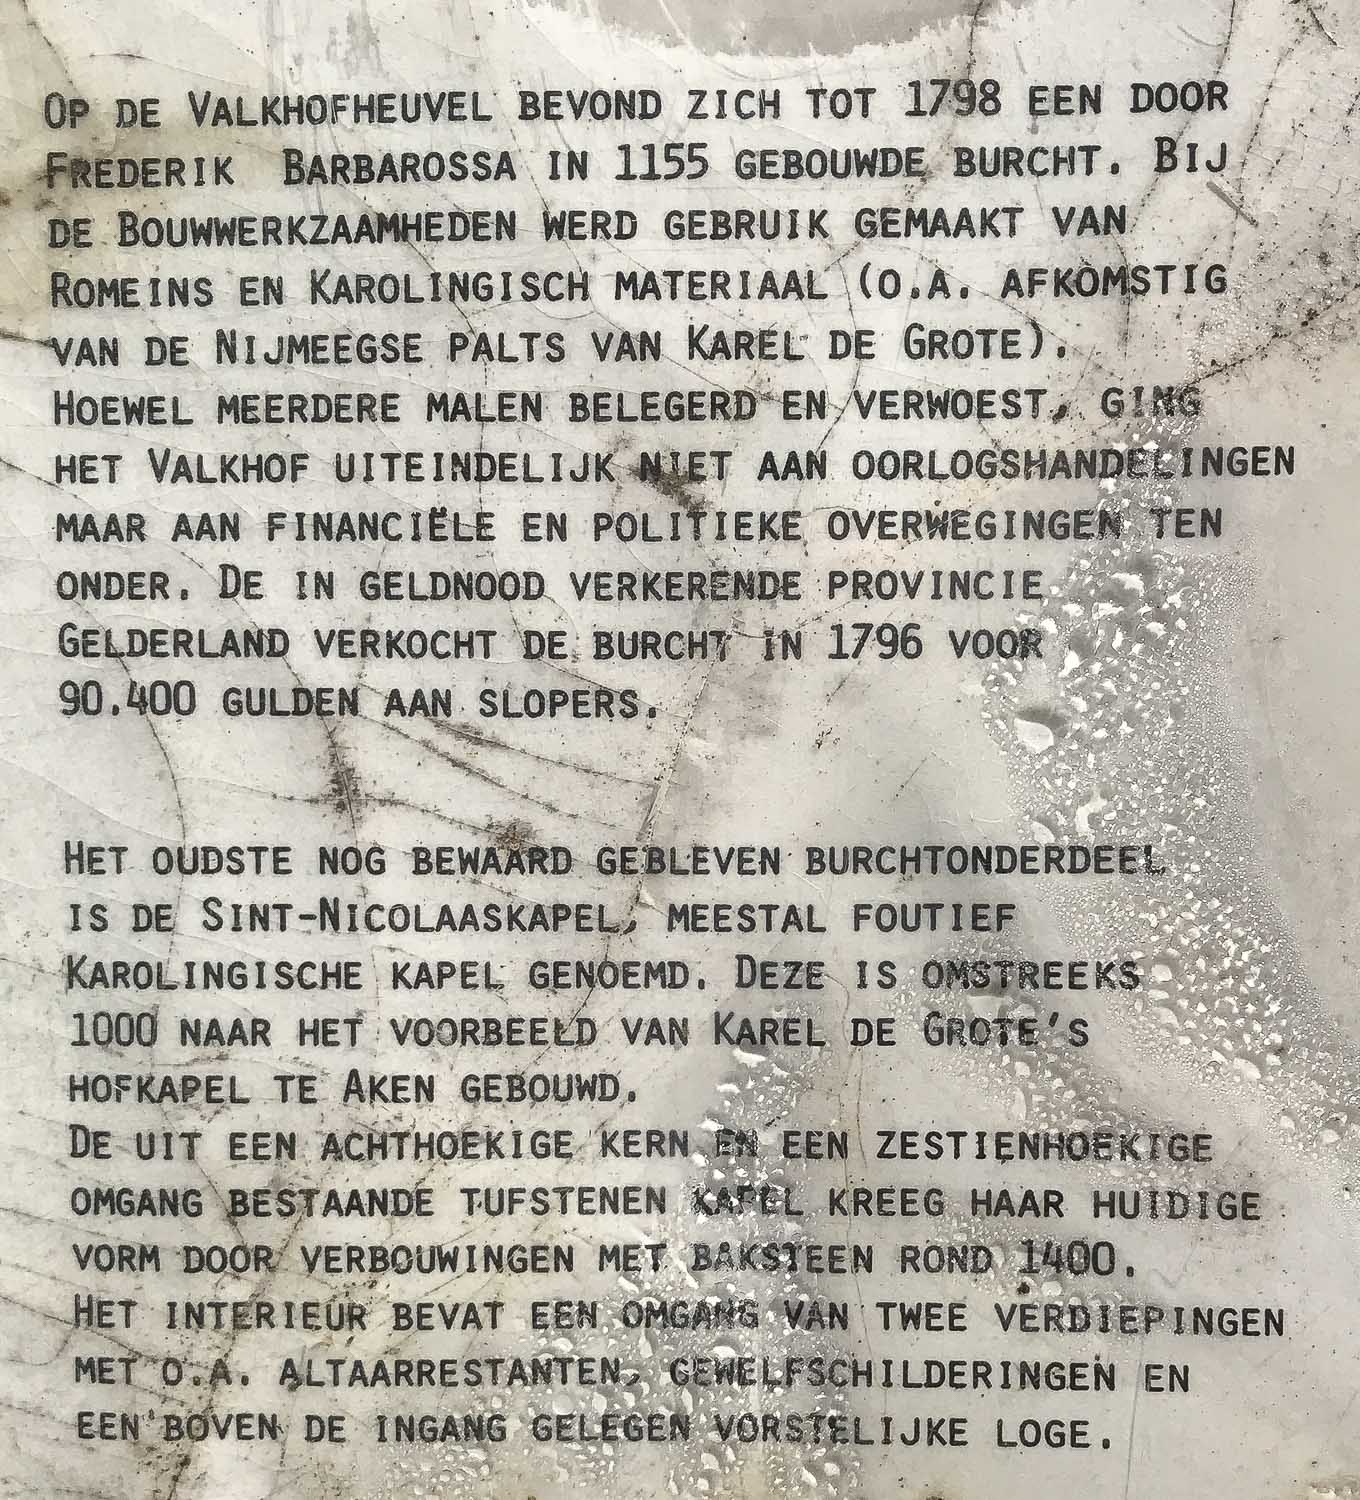 Op de Valkhofheuvel bevond zich tot 1798 een door
Frederik Barbarossa in 1155 gebouwde burcht. Bij
de Bouwwerkzaamheden werd gebruik gemaakt van
Romeins en Karolingisch materiaal (o.a. afkomstig
van de Nijmeegse palts van Karel de Grote).
Hoewel meerdere malen belegerd en verwoest, ging
het Valkhof uiteindelijk niet aan oorlogshandelingen
maar aan financiële en politieke overwegingen ten
onder. De in geldnood verkerende provincie
Gelderland verkocht de burcht in 1796 voor
90.400 gulden aan slopers.
Het oudste nog bewaard gebleven burchtonderdeel
is de Sint-Nicolaaskapel, meestal foutief
Karolingische kapel genoemd. Deze is omstreeks
1000 naar het voorbeeld van Karel de Grote's
hofkapel te Aken gebouwd.
De uit een achthoekige kern en een zestienhoekige
omgang bestaande tufstenen kapel kreeg haar huidige
vorm door verbouwingen met baksteen rond 1400.
Het interieur bevat een omgang van twee verdiepingen
met o.a. altaarrestanten, gewelfschilderingen en
een boven de ingang gelegen vorstelijke loge.